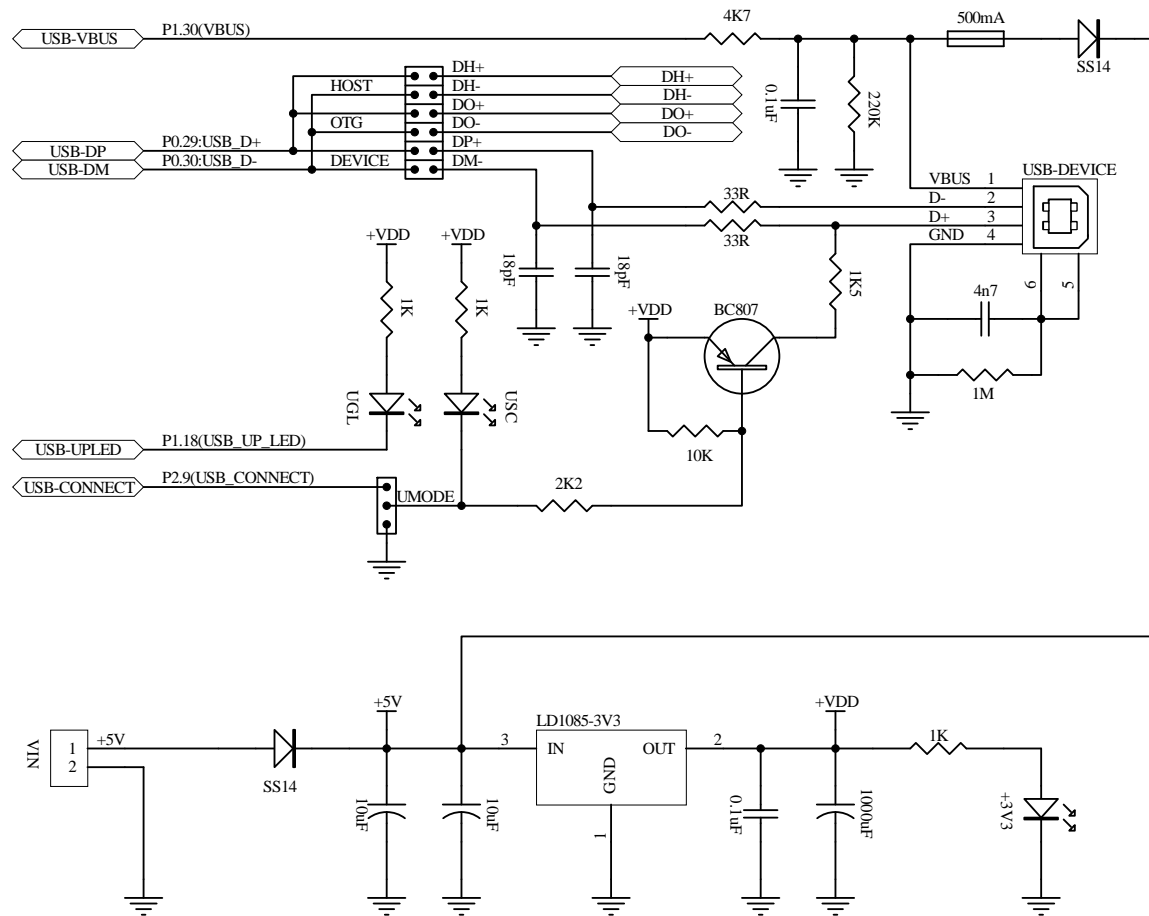 USB-VBUS
P1.30(VBUS)
4K7
500mA
SS14
0.1uF
220K
HOST
OTG
DEVICE
DH+
DH-
DO+
DO-
DP+
DM-
DH+
DH-
DO+
DO-
USB-DP
P0.29:USB_D+
USB-DM
P0.30:USB_D-
USB-DEVICE
VBUS 1
D- 2
D+ 3
GND 4
6
5
33R
33R
18pF
18pF
1K5
4n7
1M
+VDD
1K
UGL
+VDD
1K
USC
+VDD
BC807
10K
USB-UPLED
P1.18(USB_UP_LED)
USB-CONNECT
P2.9(USB_CONNECT)
UMODE
2K2
VIN
1
2
+5V
SS14
+5V
10uF
10uF
LD1085-3V3
3
IN
OUT
GND
2
1
+VDD
0.1uF
1000uF
1K
+3V3